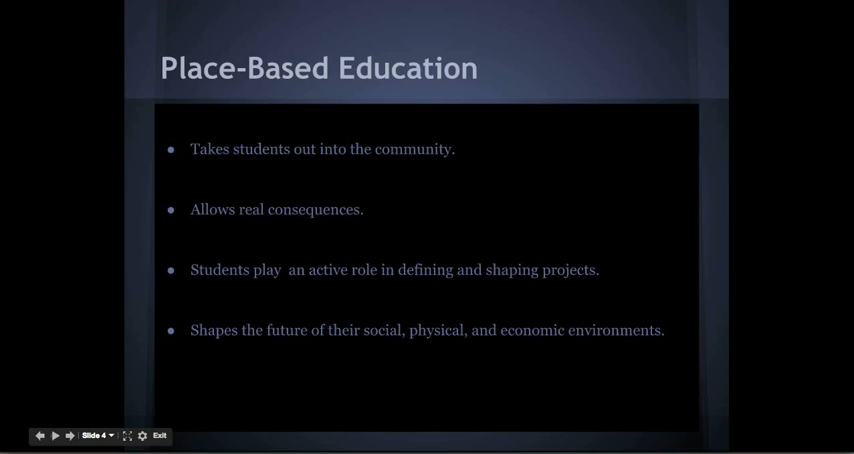 Place-Based Education
● Takes students out into the community.
● Allows real consequences.
● Students play  an active role in defining and shaping projects.
● Shapes the future of their social, physical, and economic environments.
Slide 4
Exit